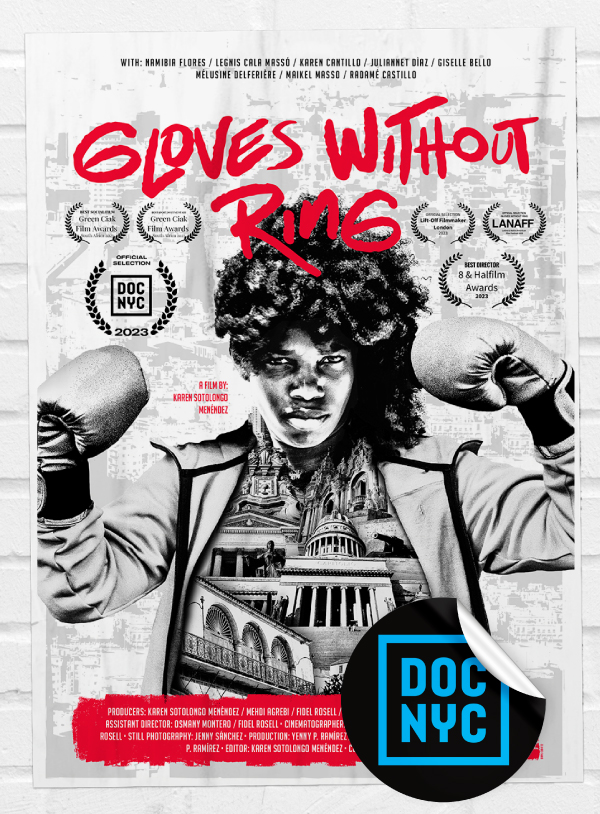 WITH: NAMIBIA FLORES / LEGNIS CALA MASSÓ / KAREN CANTILLO / JULIANNET DÍAZ / GISELLE BELLO
MÉLUSINE DELFERIÈRE / MAIKEL MASSO / RADAMÉ CASTILLO
GLOVES WITHOUT
RING
Green Ciak
Film Awards
Green Ciak
Film Awards
OFFICIAL SELECTION
Lift-Off Filmmaker
London
2023
OFFICIAL SELECTION
LANAFF
OFFICIAL
SELECTION
DOC
NYC
2023
BEST DIRECTOR
8 & Halfilm
Awards
2023
A FILM BY:
KAREN SOTOLONGO
MENÉNDEZ
PRODUCERS: KAREN SOTOLONGO MENÉNDEZ / MEHDI AGREBI / FIDEL ROSELL /
ASSISTANT DIRECTOR: OSMANY MONTERO / FIDEL ROSELL • CINEMATOGRAPHER
ROSELL • STILL PHOTOGRAPHY: JENNY SÁNCHEZ • PRODUCTION: YENNY P. RAMÍREZ
P. RAMÍREZ • EDITOR: KAREN SOTOLONGO MENÉNDEZ •
DOC
NYC